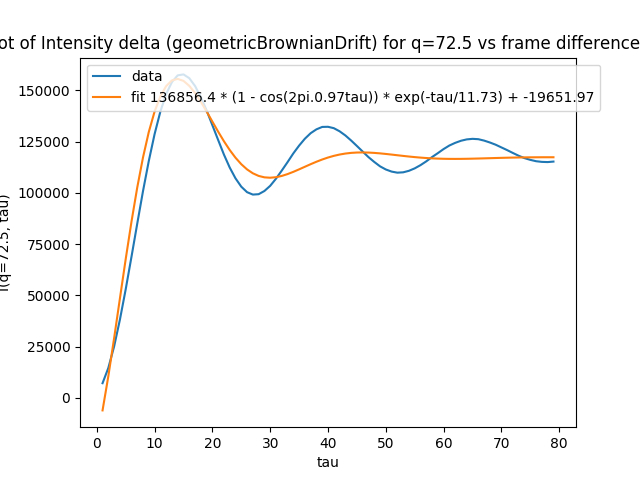 ot of Intensity delta (geometricBrownianDrift) for q=72.5 vs frame difference
data
fit 136856.4 * (1 - cos(2pi.0.97tau)) * exp(-tau/11.73) + -19651.97
150000
125000
100000
75000
50000
25000
0
I(q=72.5, tau)
0 10 20 30 40 50 60 70 80
tau